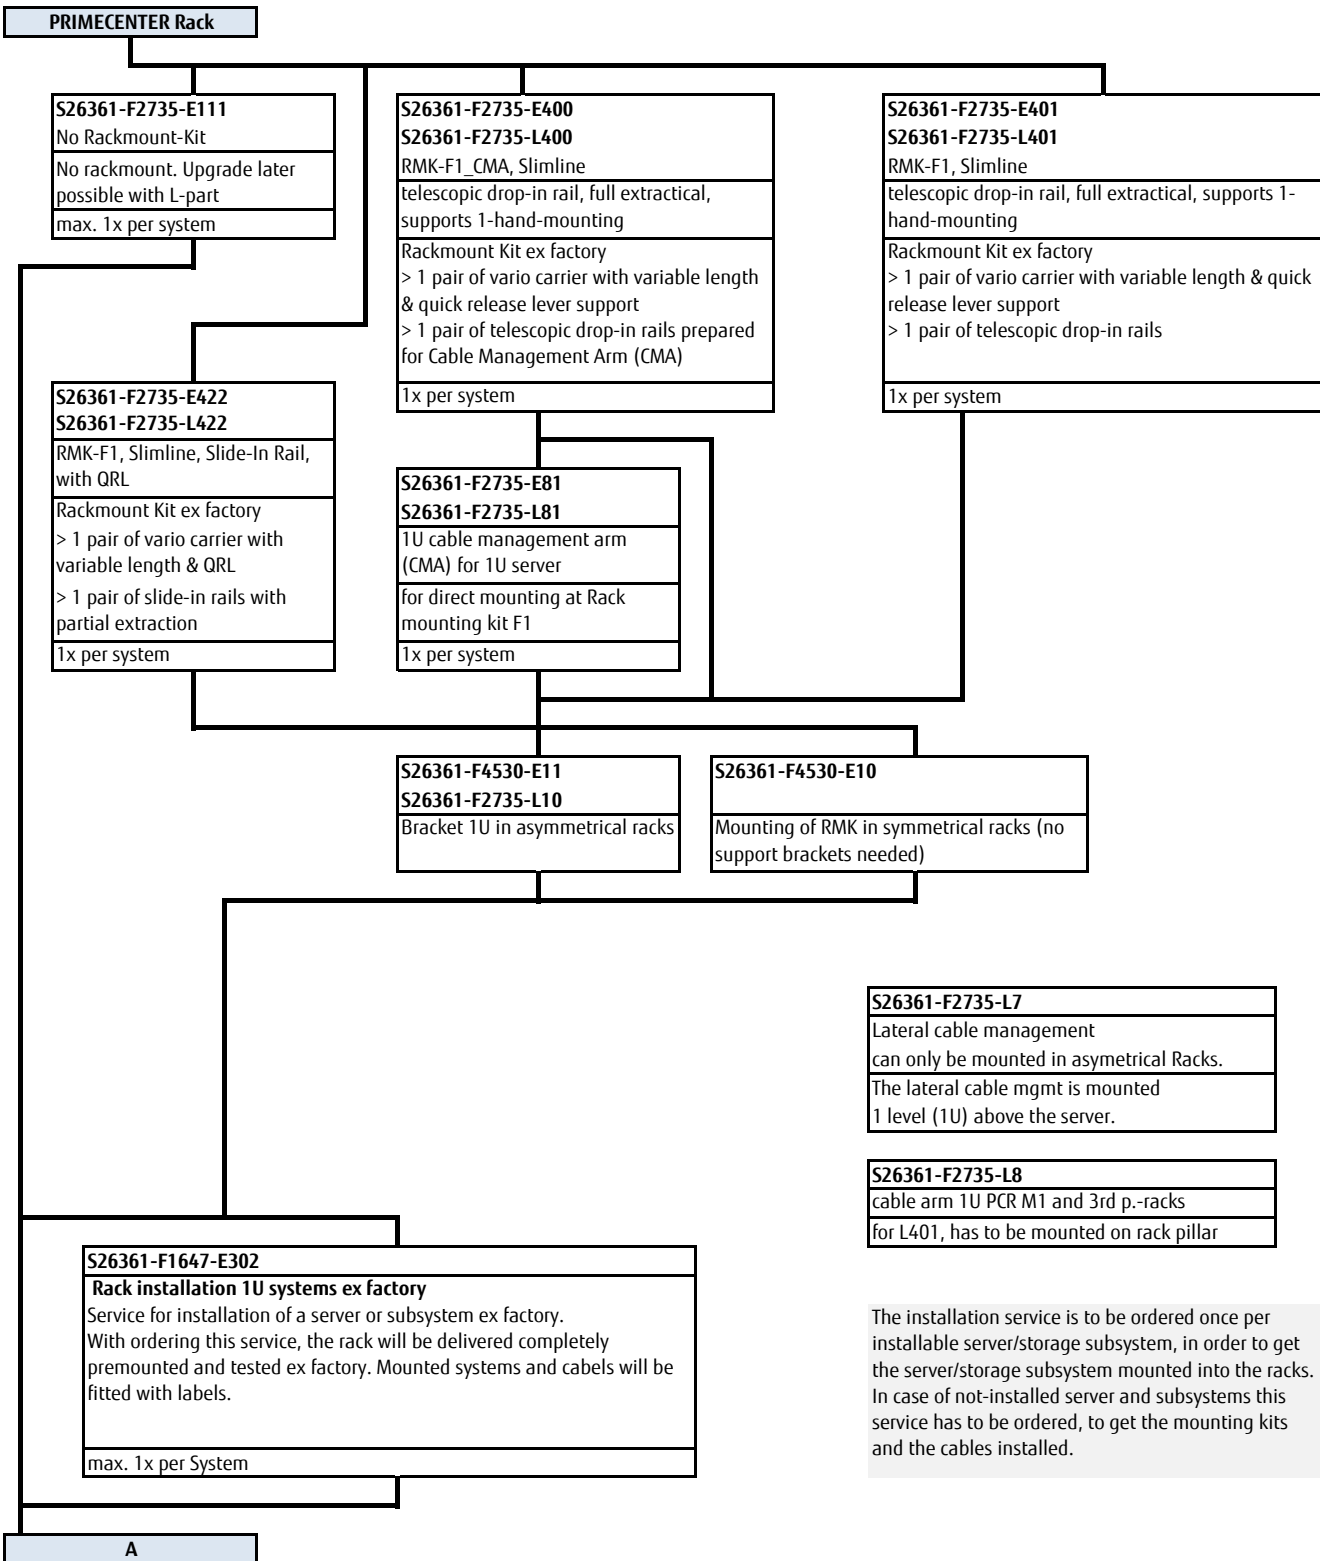 PRIMECENTER Rack
S26361-F2735-E111
No Rackmount-Kit
No rackmount. Upgrade later
possible with L-part
max. 1x per system
S26361-F2735-E400
S26361-F2735-L400
RMK-F1_CMA, Slimline
telescopic drop-in rail, full extractical,
supports 1-hand-mounting
Rackmount Kit ex factory
> 1 pair of vario carrier with variable length
& quick release lever support
> 1 pair of telescopic drop-in rails prepared
for Cable Management Arm (CMA)
1x per system
S26361-F2735-E401
S26361-F2735-L401
RMK-F1, Slimline
telescopic drop-in rail, full extractical, supports 1-
hand-mounting
Rackmount Kit ex factory
> 1 pair of vario carrier with variable length & quick
release lever support
> 1 pair of telescopic drop-in rails
1x per system
S26361-F2735-E422
S26361-F2735-L422
RMK-F1, Slimline, Slide-In Rail,
with QRL
Rackmount Kit ex factory
> 1 pair of vario carrier with
variable length & QRL
> 1 pair of slide-in rails with
partial extraction
1x per system
S26361-F2735-E81
S26361-F2735-L81
1U cable management arm
(CMA) for 1U server
for direct mounting at Rack
mounting kit F1
1x per system
S26361-F4530-E11
S26361-F2735-L10
Bracket 1U in asymmetrical racks
S26361-F4530-E10
Mounting of RMK in symmetrical racks (no
support brackets needed)
S26361-F2735-L7
Lateral cable management
can only be mounted in asymetrical Racks.
The lateral cable mgmt is mounted
1 level (1U) above the server.
S26361-F2735-L8
cable arm 1U PCR M1 and 3rd p.-racks
for L401, has to be mounted on rack pillar
S26361-F1647-E302
Rack installation 1U systems ex factory
Service for installation of a server or subsystem ex factory.
With ordering this service, the rack will be delivered completely
premounted and tested ex factory. Mounted systems and cabels will be
fitted with labels.
max. 1x per System
The installation service is to be ordered once per
installable server/storage subsystem, in order to get
the server/storage subsystem mounted into the racks.
In case of not-installed server and subsystems this
service has to be ordered, to get the mounting kits
and the cables installed.
A